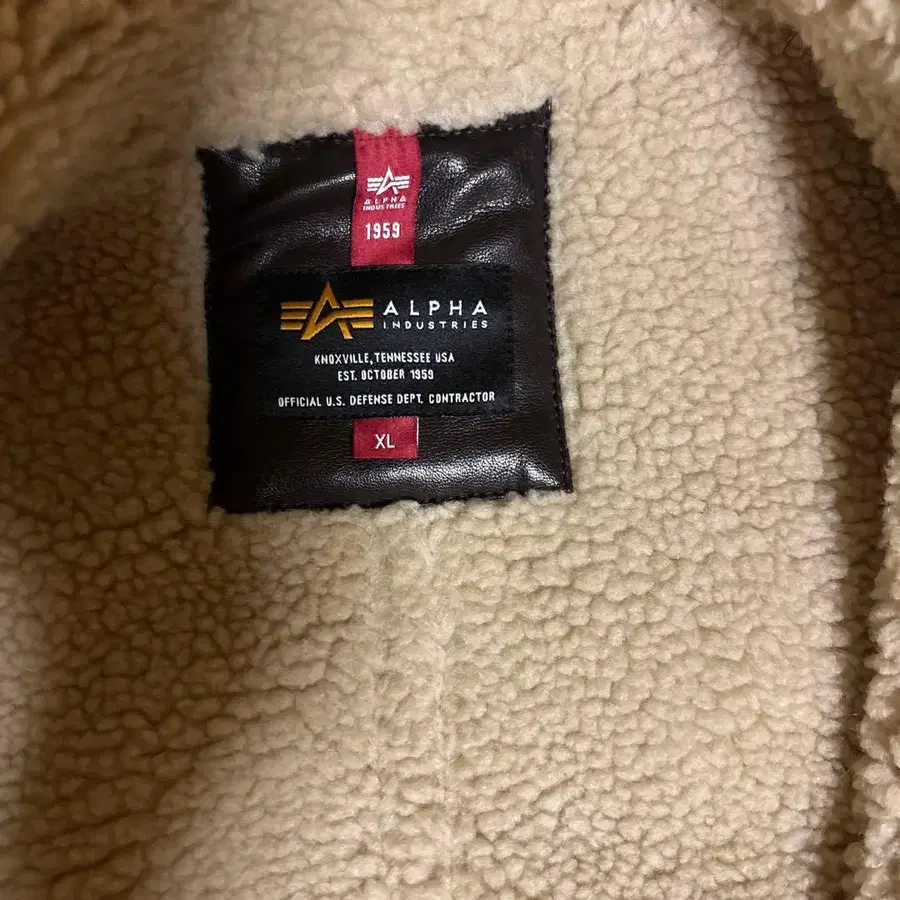 ALPHA
INDUSTRIES
1959
ALPHA
INDUSTRIES
KNOXVILLE, TENNESSEE USA
EST. OCTOBER 1959
OFFICIAL U.S. DEFENSE DEPT. CONTRACTOR
XL